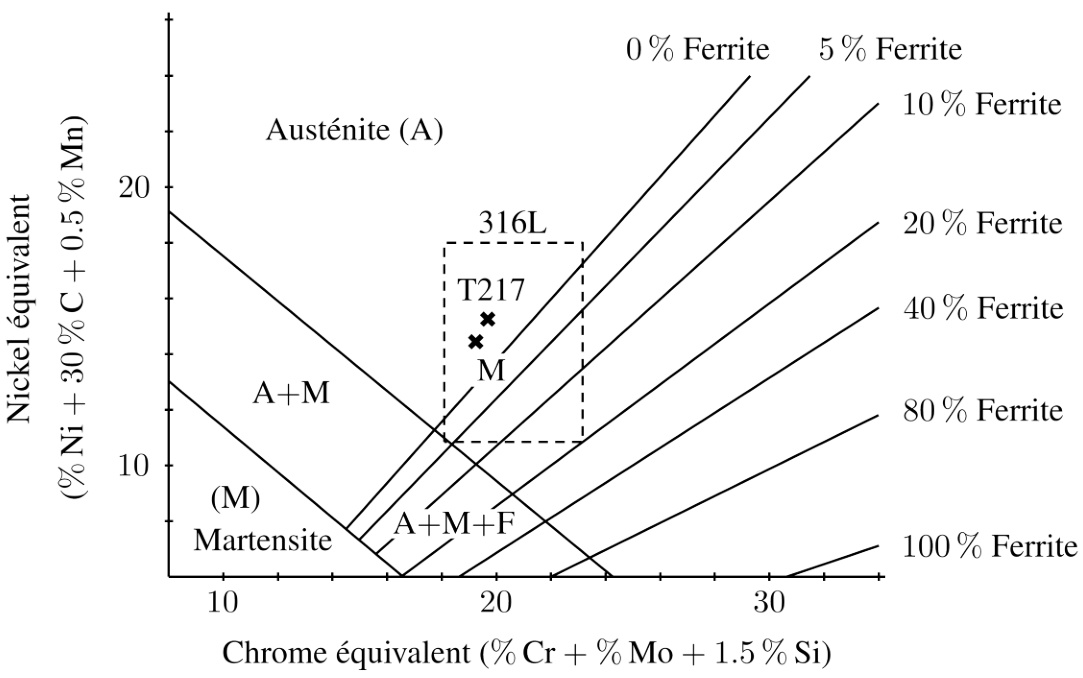 0 % Ferrite
5 % Ferrite
10 % Ferrite
Austénite (A)
20
20 % Ferrite
316L
T217
40 % Ferrite
M
A+M
80 % Ferrite
10
(M)
Martensite
A+M+F
100 % Ferrite
10
20
30
Chrome équivalent (% Cr + % Mo + 1.5 % Si)
Nickel équivalent
(% Ni + 30 % C + 0.5 % Mn)